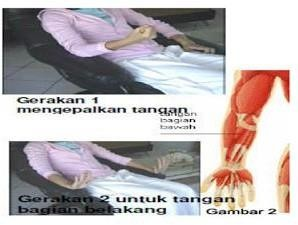 Gerakan 1
mengepalkan tangan
tangan
bagian
bawah
Gerakan 2 untuk tangan
bagian belakang
Gambar 2